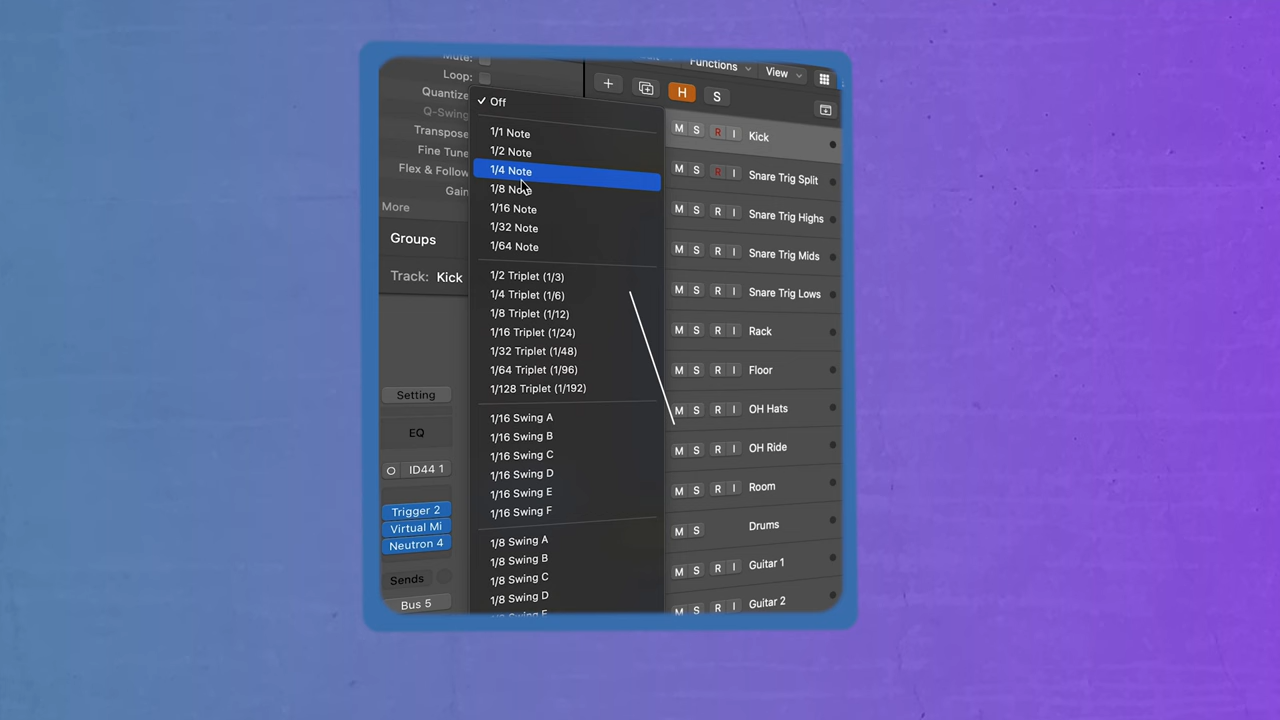 Mute:
Loop:
Quantize
Q-Swing
Transpose
Fine Tune
Flex & Follow
Gain
More
Groups
Track: Kick
Setting
EQ
ID44 1
Trigger 2
Virtual Mi
Neutron 4
Sends
Bus 5
✓ Off
1/1 Note
1/2 Note
1/4 Note
1/8 Note
1/16 Note
1/32 Note
1/64 Note
1/2 Triplet (1/3)
1/4 Triplet (1/6)
1/8 Triplet (1/12)
1/16 Triplet (1/24)
1/32 Triplet (1/48)
1/64 Triplet (1/96)
1/128 Triplet (1/192)
1/16 Swing A
1/16 Swing B
1/16 Swing C
1/16 Swing D
1/16 Swing E
1/16 Swing F
1/8 Swing A
1/8 Swing B
1/8 Swing C
1/8 Swing D
1/8 Swing E
Functions View
+ H S
M S R I Kick
M S R I Snare Trig Split
M S R I Snare Trig Highs
M S R I Snare Trig Mids
M S R I Snare Trig Lows
M S R I Rack
M S R I Floor
M S R I OH Hats
M S R I OH Ride
M S R I Room
M S Drums
M S R I Guitar 1
M S R I Guitar 2